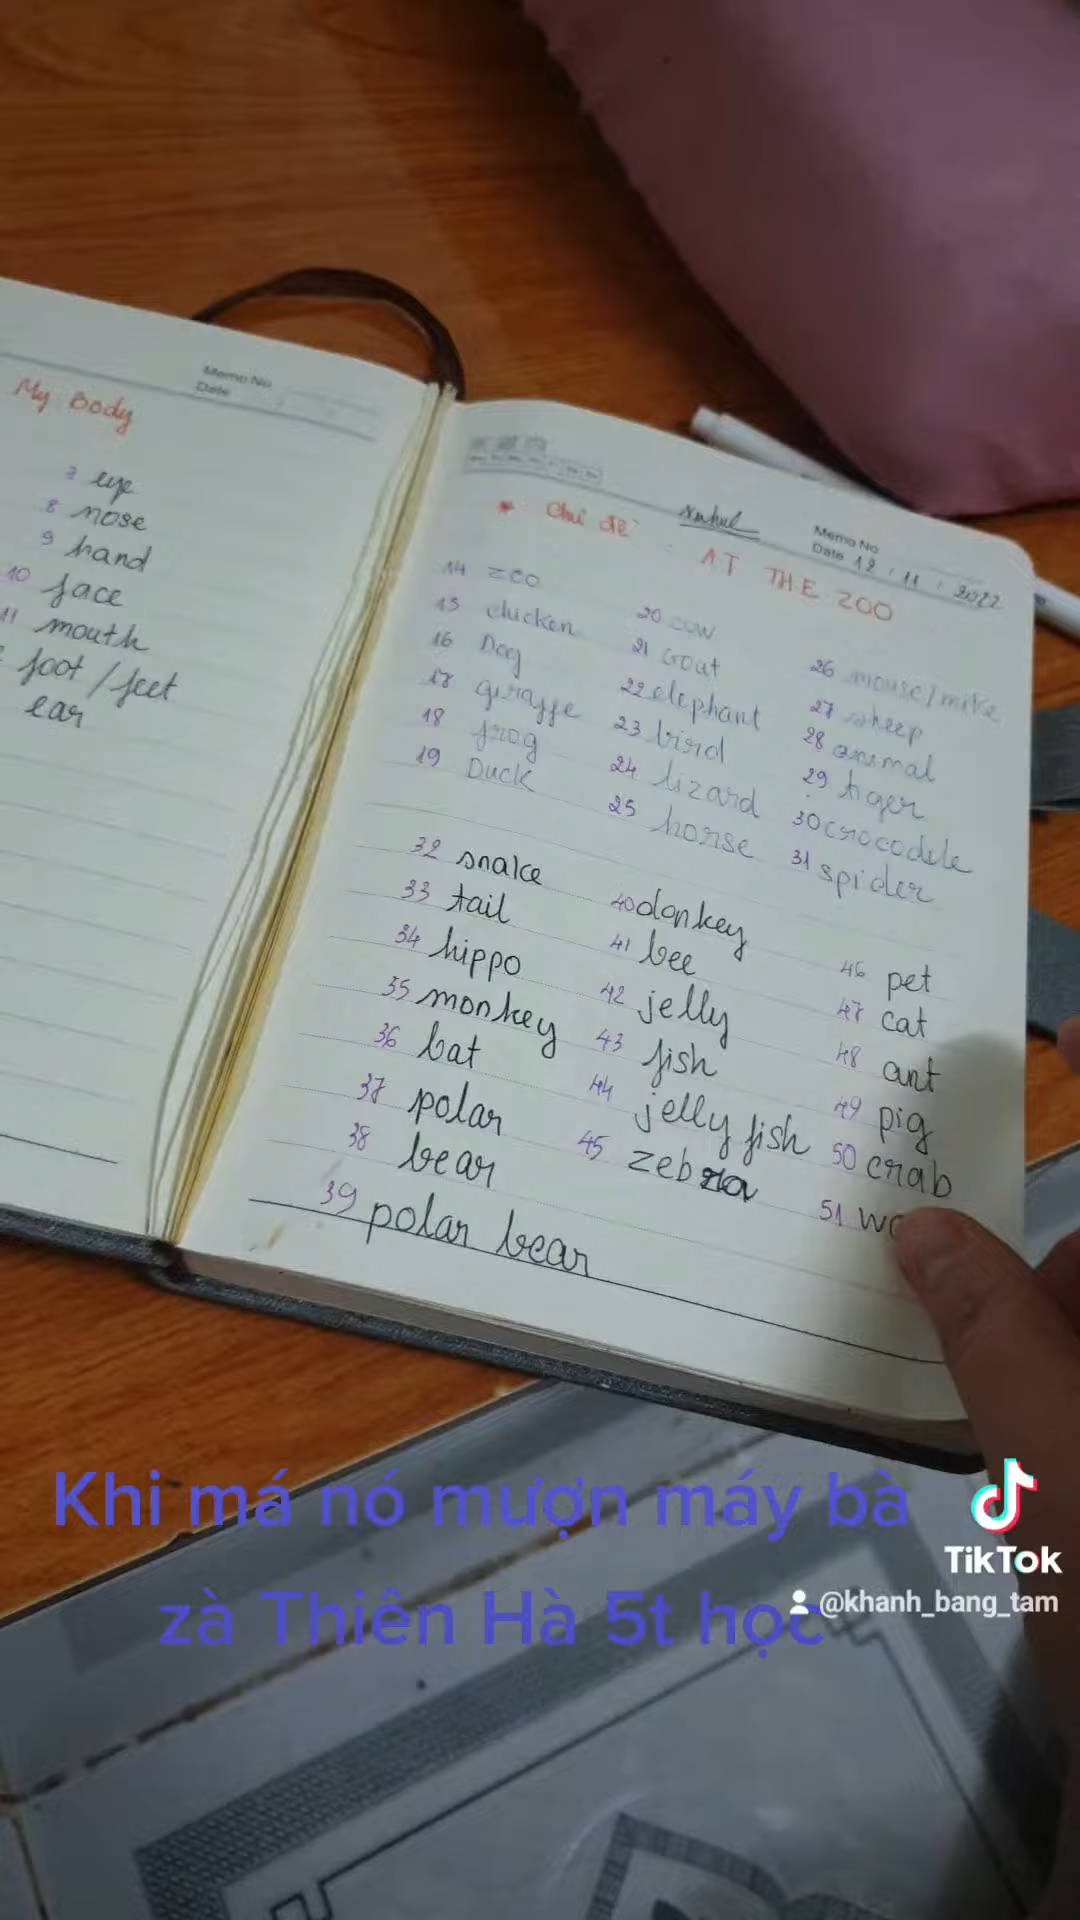 Memo No
Date
My Body
7 eye
8 nose
9 hand
10 face
11 mouth
foot / feet
ear
Memo No
Date 12 / 11 / 2022
* Chủ đề : AT THE ZOO
14 zoo
15 chicken
16 Dog
17 giraffe
18 frog
19 Duck
20 cow
21 Goat
22 elephant
23 bird
24 lizard
25 horse
26 mouse / mike
27 sheep
28 animal
29 tiger
30 crocodile
31 spider
32 snake
33 tail
34 hippo
35 monkey
36 bat
37 polar
38 bear
39 polar bear
40 donkey
41 bee
42 jelly
43 fish
44 jelly fish
45 zebra
46 pet
47 cat
48 ant
49 pig
50 crab
51
Khi má nó mượn máy bà
zà Thiên Hà 5t học
TikTok
@khanh_bang_tam